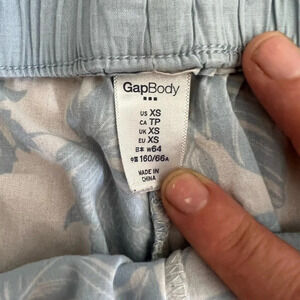 GapBody
US XS
CA TP
UK XS
EU XS
日本 W64
中国 160/66A
MADE IN
CHINA